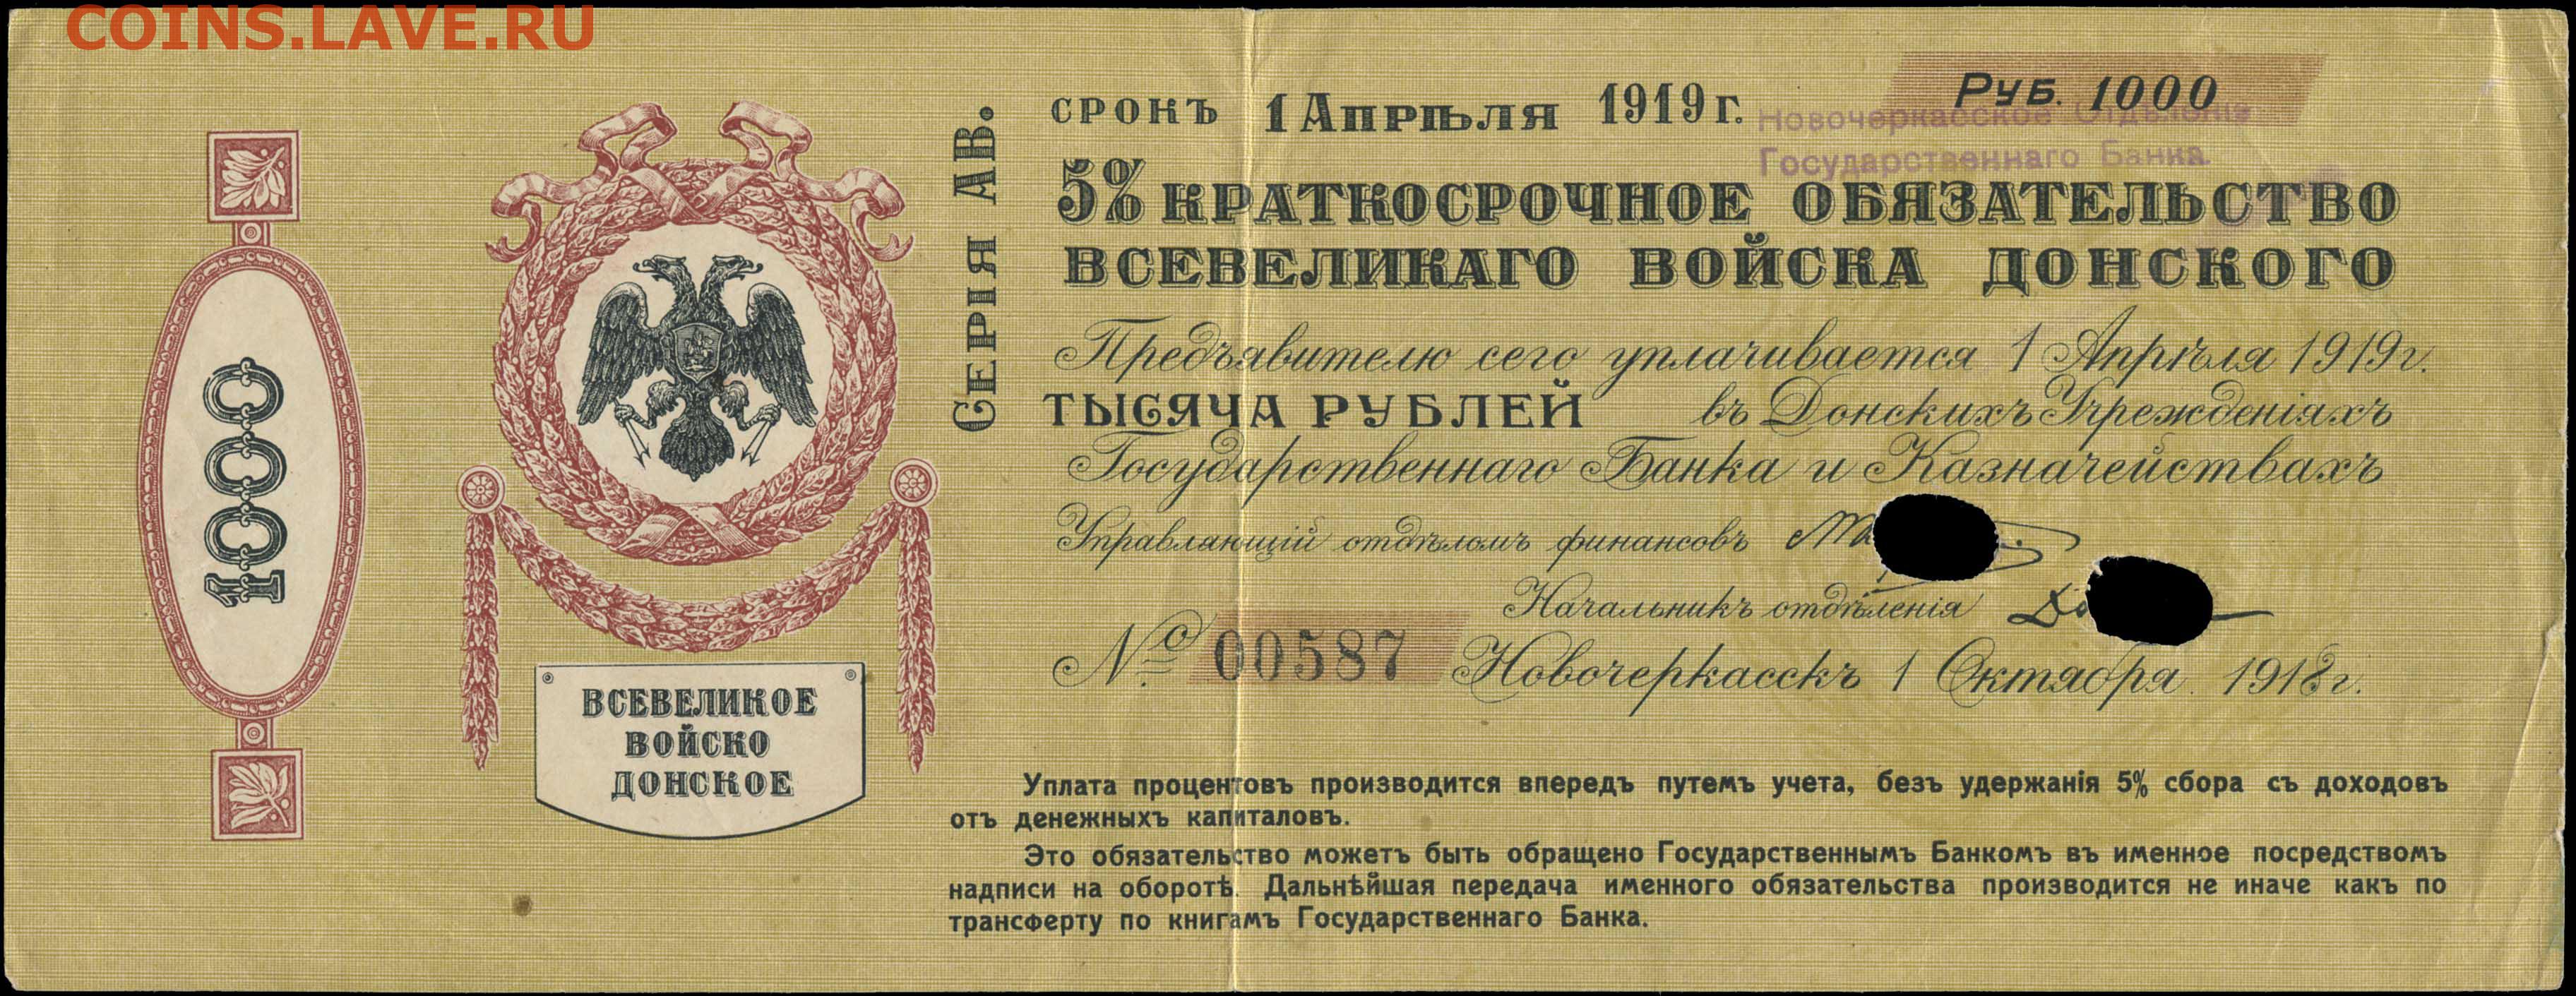 COINS.LAVE.RU
1000
ВСЕВЕЛИКОЕ
ВОЙСКО
ДОНСКОЕ
Серія АВ.
срокъ 1 Апрѣля 1919 г.
Руб. 1000
Новочеркасское Отдѣленіе
Государственнаго Банка.
5% КРАТКОСРОЧНОЕ ОБЯЗАТЕЛЬСТВО
ВСЕВЕЛИКАГО ВОЙСКА ДОНСКОГО
Предъявителю сего уплачивается 1 Апрѣля 1919 г.
ТЫСЯЧА РУБЛЕЙ въ Донскихъ Учрежденіяхъ
Государственнаго Банка и Казначействахъ
Управляющій отдѣломъ финансовъ
Начальникъ отдѣленія
№ 00587 Новочеркасскъ 1 Октября 1918 г.
Уплата процентовъ производится впередъ путемъ учета, безъ удержанія 5% сбора съ доходовъ
отъ денежныхъ капиталовъ.
Это обязательство можетъ быть обращено Государственнымъ Банкомъ въ именное посредствомъ
надписи на оборотѣ. Дальнѣйшая передача именного обязательства производится не иначе какъ по
трансферту по книгамъ Государственнаго Банка.